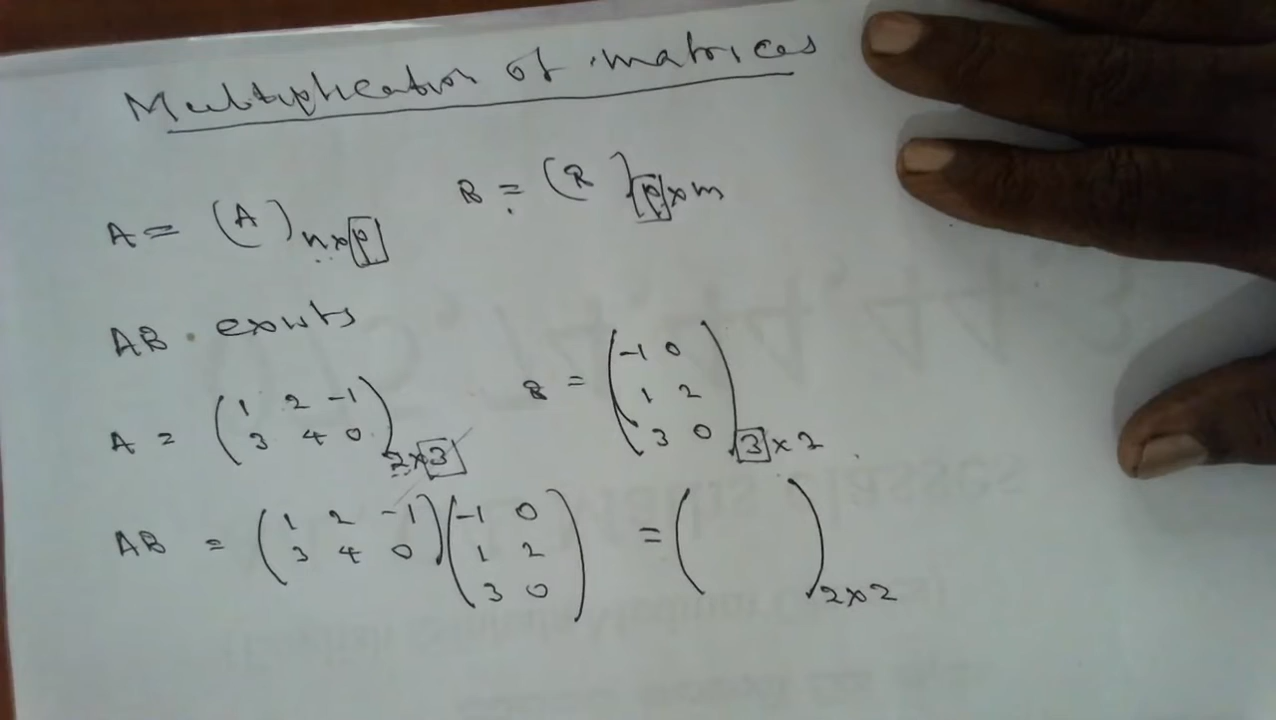 Multiplication of matrices
A = (A) n×p B = (B) p×m
AB exists
A = (1 2 -1
3 4 0) 2×3 B = (-1 0
1 2
3 0) 3×2
AB = (1 2 -1
3 4 0) (-1 0
1 2
3 0) = ( ) 2×2